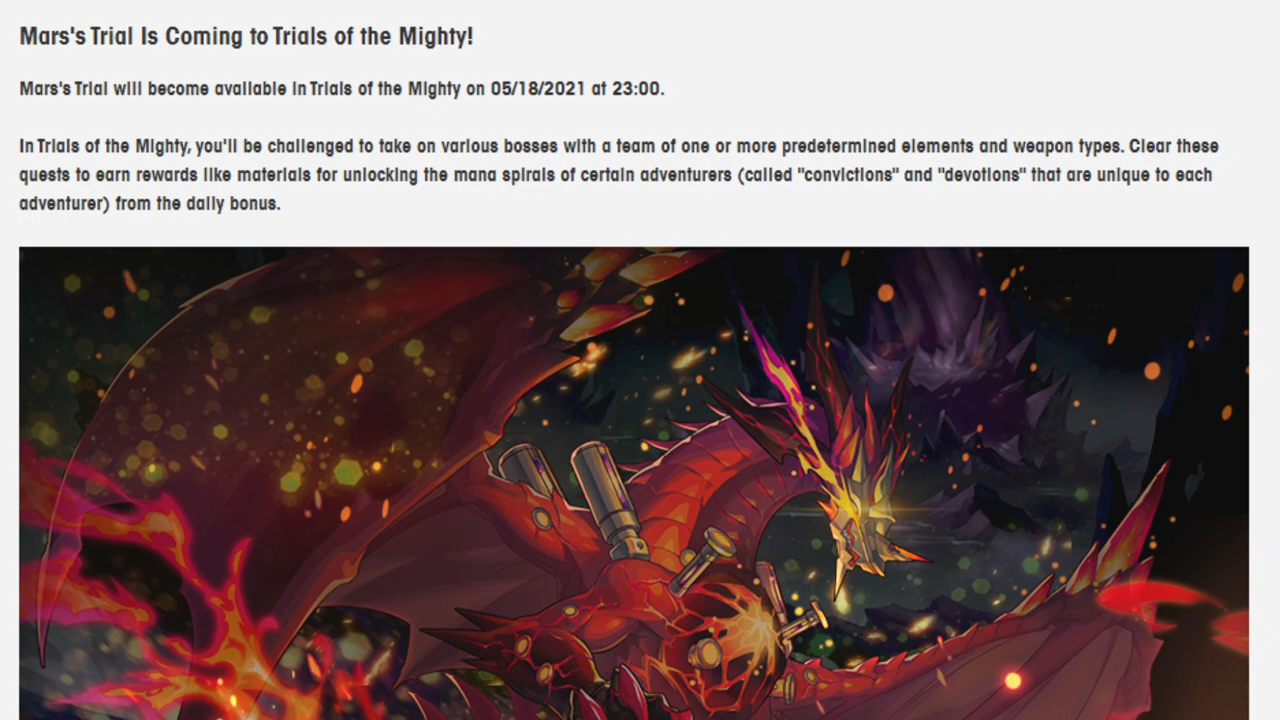 Mars's Trial Is Coming to Trials of the Mighty!
Mars's Trial will become available in Trials of the Mighty on 05/18/2021 at 23:00.
In Trials of the Mighty, you'll be challenged to take on various bosses with a team of one or more predetermined elements and weapon types. Clear these
quests to earn rewards like materials for unlocking the mana spirals of certain adventurers (called "convictions" and "devotions" that are unique to each
adventurer) from the daily bonus.